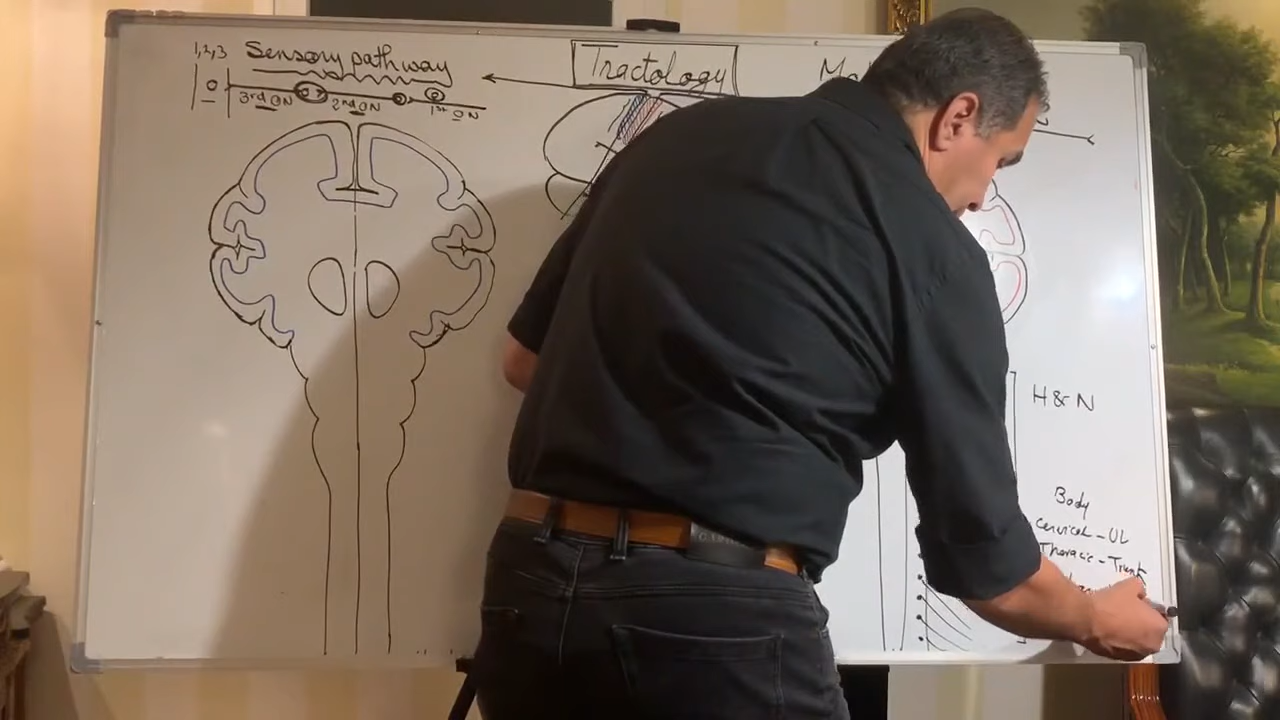 1,2,3 Sensory pathway
3rd ON 2nd ON 1st ON
Tractology
H & N
Body
Cervical - UL
Thoracic - Trunk